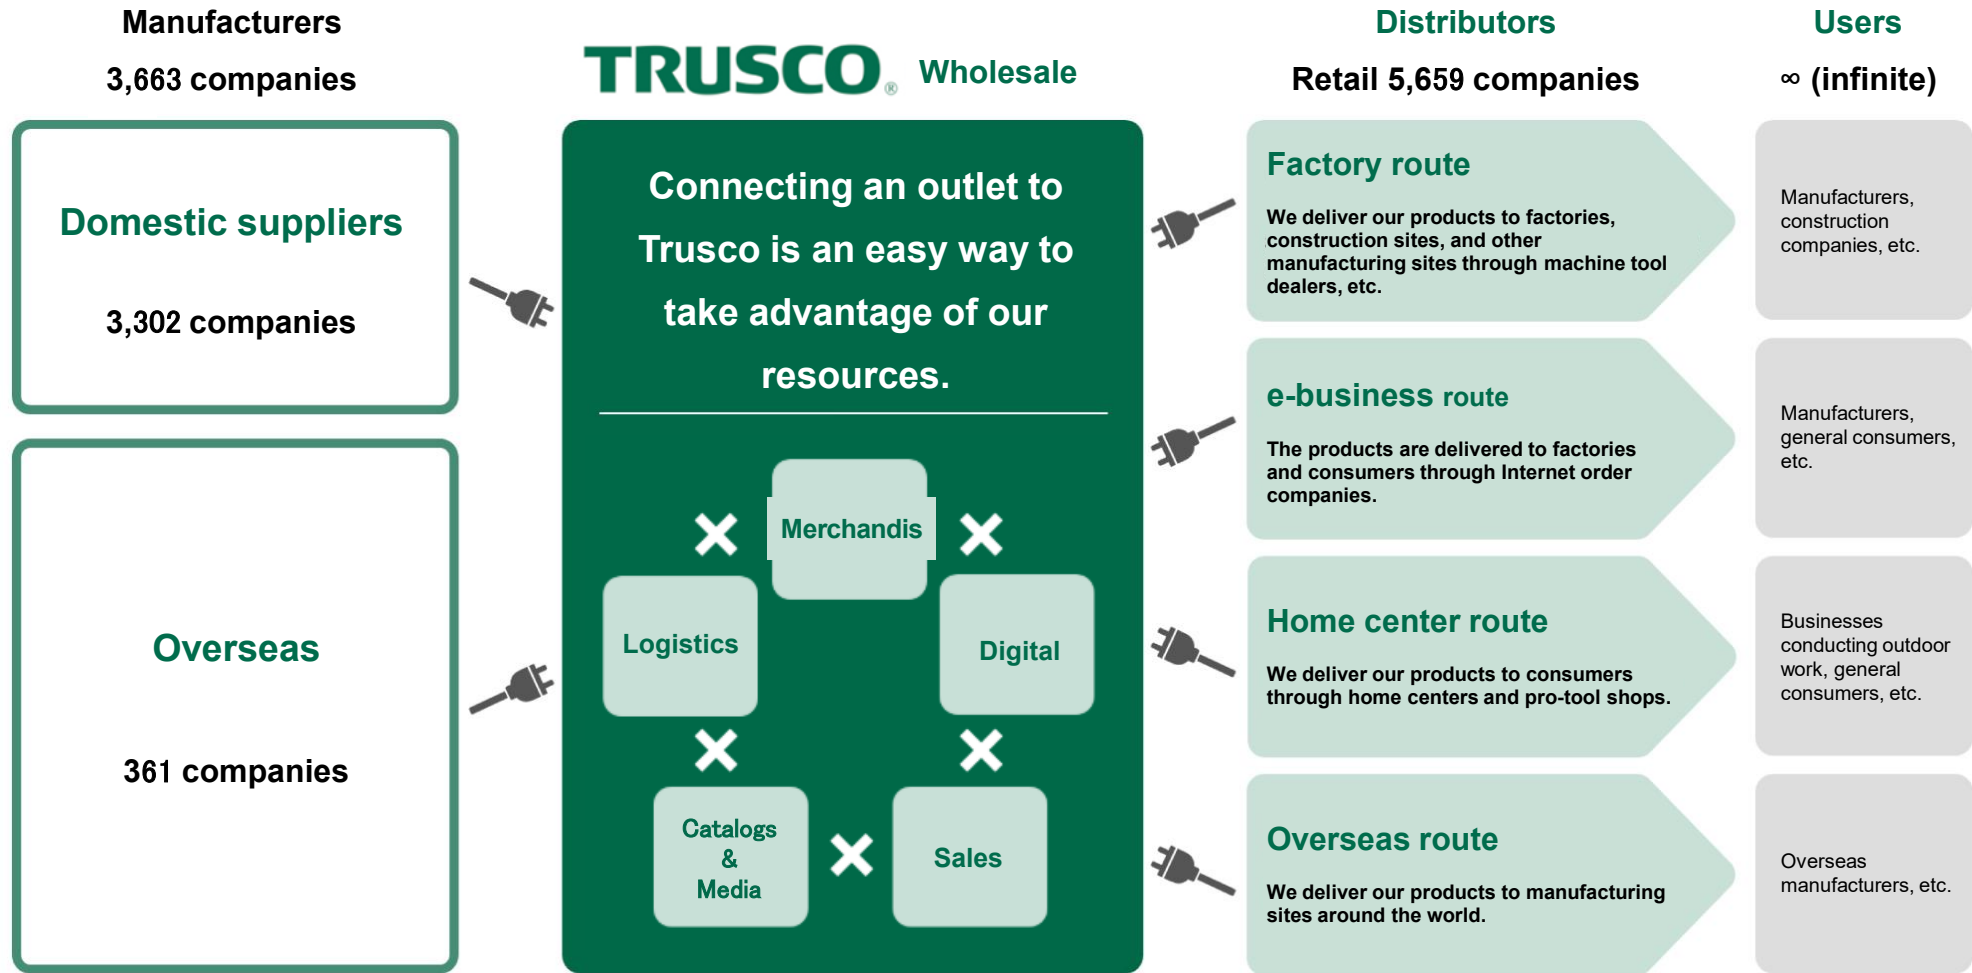 Manufacturers
3,663 companies
Domestic suppliers
3,302 companies
Overseas
361 companies
TRUSCO® Wholesale
Connecting an outlet to
Trusco is an easy way to
take advantage of our
resources.
Merchandis
Logistics
Digital
Catalogs
&
Media
Sales
Distributors
Retail 5,659 companies
Factory route
We deliver our products to factories,
construction sites, and other
manufacturing sites through machine tool
dealers, etc.
e-business route
The products are delivered to factories
and consumers through Internet order
companies.
Home center route
We deliver our products to consumers
through home centers and pro-tool shops.
Overseas route
We deliver our products to manufacturing
sites around the world.
Users
∞ (infinite)
Manufacturers,
construction
companies, etc.
Manufacturers,
general consumers,
etc.
Businesses
conducting outdoor
work, general
consumers, etc.
Overseas
manufacturers, etc.